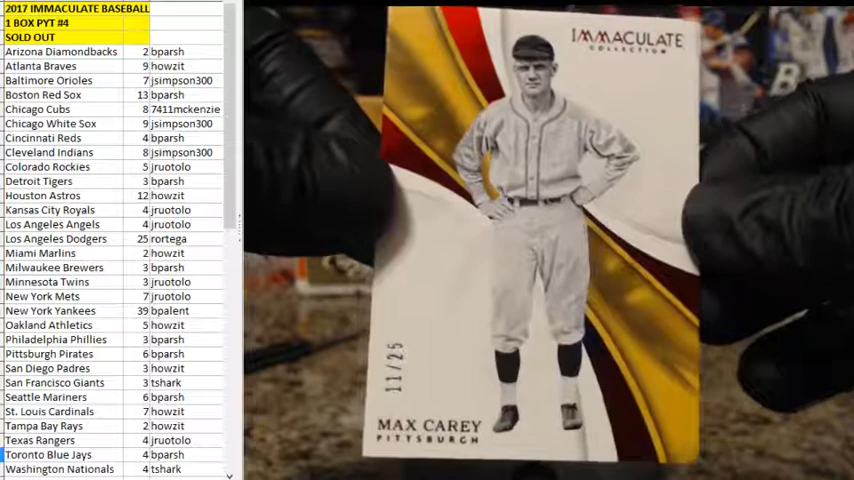 2017 IMMACULATE BASEBALL
1 BOX PYT #4
SOLD OUT
Arizona Diamondbacks 2 bparsh
Atlanta Braves 9 howzit
Baltimore Orioles 7 jsimpson300
Boston Red Sox 13 bparsh
Chicago Cubs 8 7411mckenzie
Chicago White Sox 9 jsimpson300
Cincinnati Reds 4 bparsh
Cleveland Indians 8 jsimpson300
Colorado Rockies 5 jruotolo
Detroit Tigers 3 bparsh
Houston Astros 12 howzit
Kansas City Royals 4 jruotolo
Los Angeles Angels 4 jruotolo
Los Angeles Dodgers 25 rortega
Miami Marlins 2 howzit
Milwaukee Brewers 3 bparsh
Minnesota Twins 3 jruotolo
New York Mets 7 jruotolo
New York Yankees 39 bpalent
Oakland Athletics 5 howzit
Philadelphia Phillies 3 bparsh
Pittsburgh Pirates 6 bparsh
San Diego Padres 3 howzit
San Francisco Giants 3 tshark
Seattle Mariners 6 bparsh
St. Louis Cardinals 7 howzit
Tampa Bay Rays 2 howzit
Texas Rangers 4 jruotolo
Toronto Blue Jays 4 bparsh
Washington Nationals 4 tshark
IMMACULATE
COLLECTION
11/25
MAX CAREY
PITTSBURGH